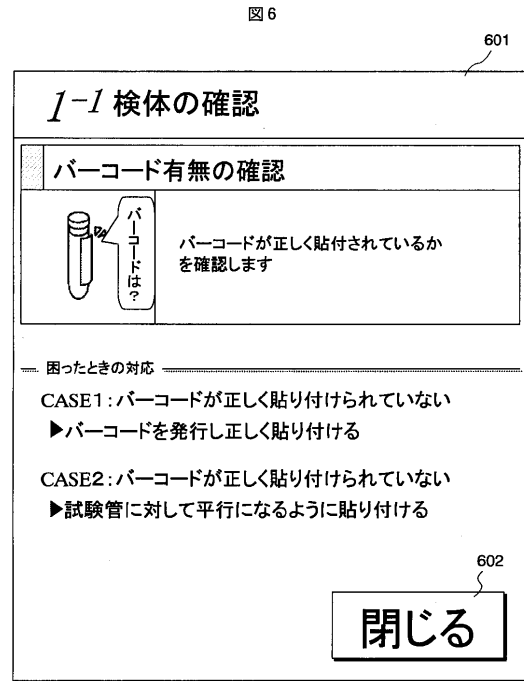 図6
601
1-1 検体の確認
バーコード有無の確認
バーコードは?
バーコードが正しく貼付されているか
を確認します
困ったときの対応
CASE1:バーコードが正しく貼り付けられていない
▶バーコードを発行し正しく貼り付ける
CASE2:バーコードが正しく貼り付けられていない
▶試験管に対して平行になるように貼り付ける
602
閉じる